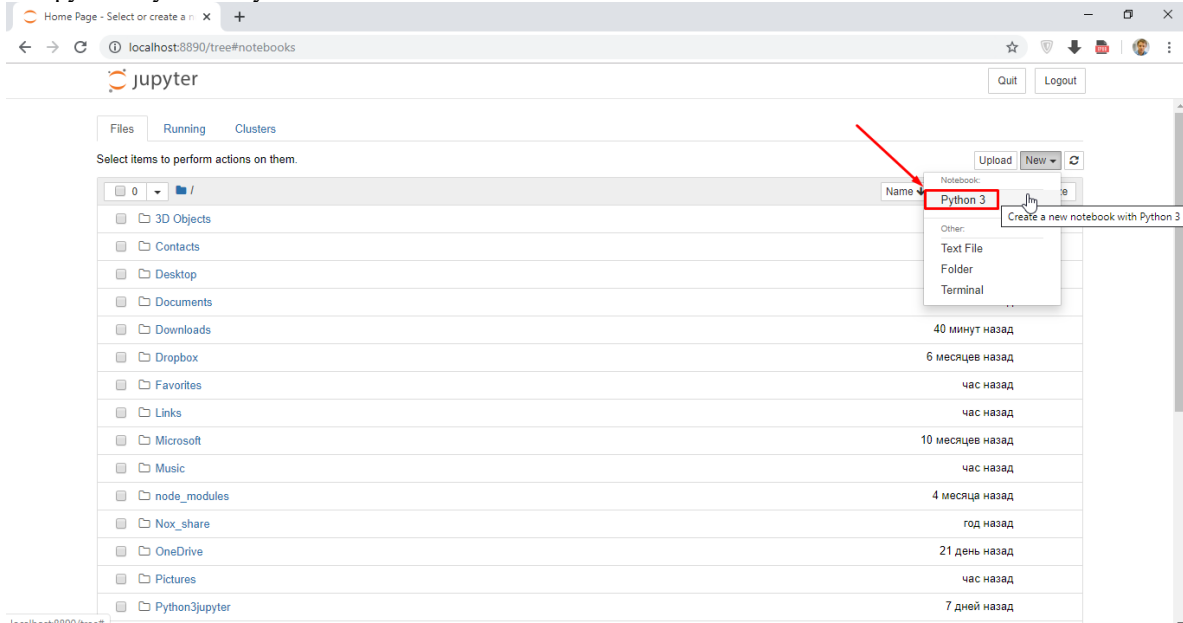 Home Page - Select or create a n
localhost:8890/tree#notebooks
jupyter
Quit
Logout
Files
Running
Clusters
Select items to perform actions on them.
Upload
New
0
/
Name
Notebook:
Python 3
Create a new notebook with Python 3
Other:
Text File
Folder
Terminal
3D Objects
Contacts
Desktop
Documents
Downloads 40 минут назад
Dropbox 6 месяцев назад
Favorites час назад
Links час назад
Microsoft 10 месяцев назад
Music час назад
node_modules 4 месяца назад
Nox_share год назад
OneDrive 21 день назад
Pictures час назад
Python3jupyter 7 дней назад